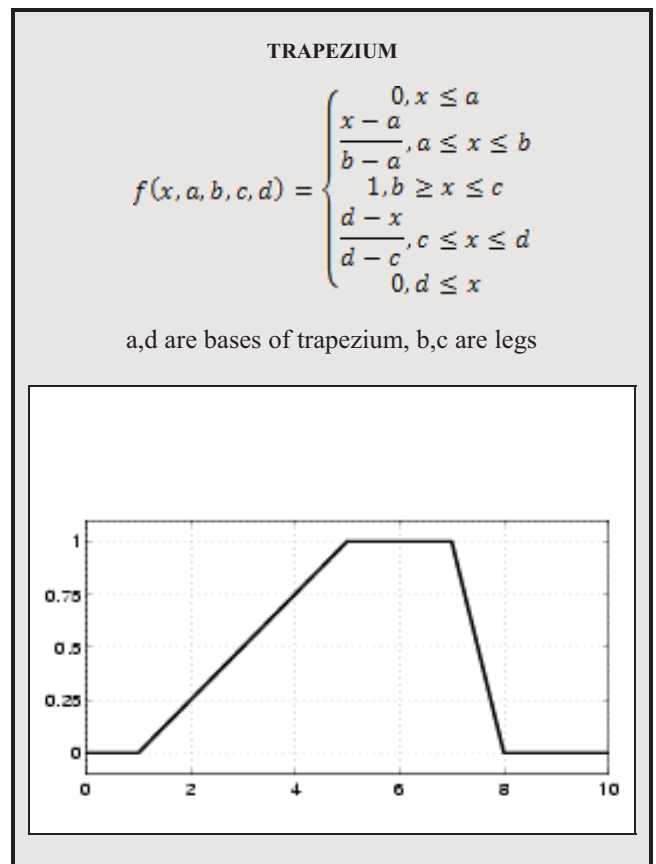 TRAPEZIUM
0, x ≤ a
x − a
b − a
, a ≤ x ≤ b
f(x, a, b, c, d) =
1, b ≥ x ≤ c
d − x
d − c
, c ≤ x ≤ d
0, d ≤ x
a,d are bases of trapezium, b,c are legs
1
0.75
0.5
0.25
0
0 2 4 6 8 10